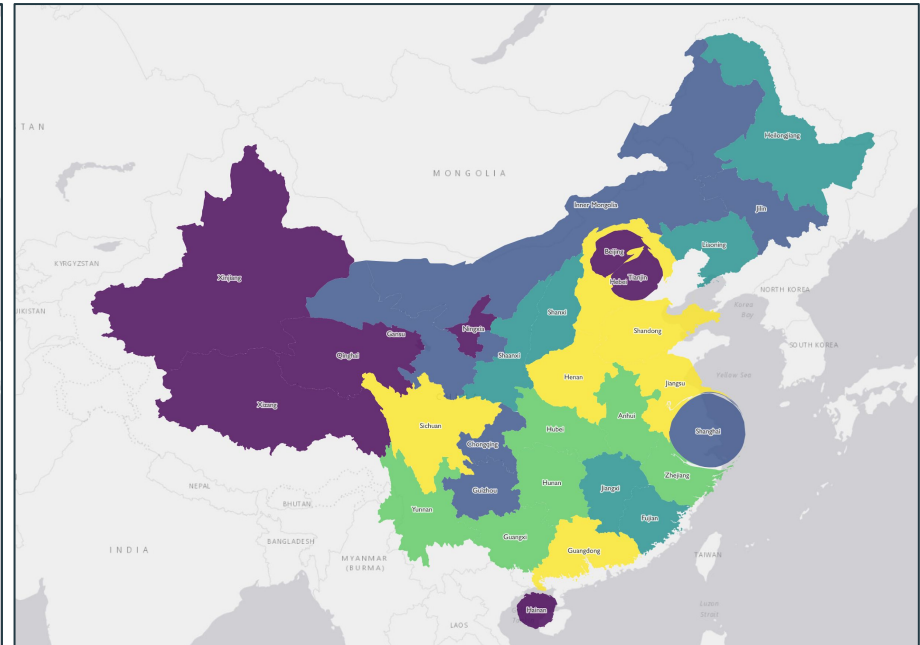 TAN
MONGOLIA
Heilongjiang
Inner Mongolia
Jilin
KYRGYZSTAN
Beijing
Liaoning
Xinjiang
Hebei
Tianjin
NORTH KOREA
Korea
Bay
Gansu
Ningxia
Shanxi
Shandong
SOUTH KOREA
Qinghai
Shaanxi
Yellow Sea
Henan
Jiangsu
Xizang
Sichuan
Anhui
Hubei
Shanghai
Chongqing
Zhejiang
NEPAL
Hunan
Jiangxi
Guizhou
BHUTAN
Yunnan
Fujian
BANGLADESH
Guangxi
INDIA
Guangdong
MYANMAR
(BURMA)
TAIWAN
Hainan
Luzon
Strait
LAOS